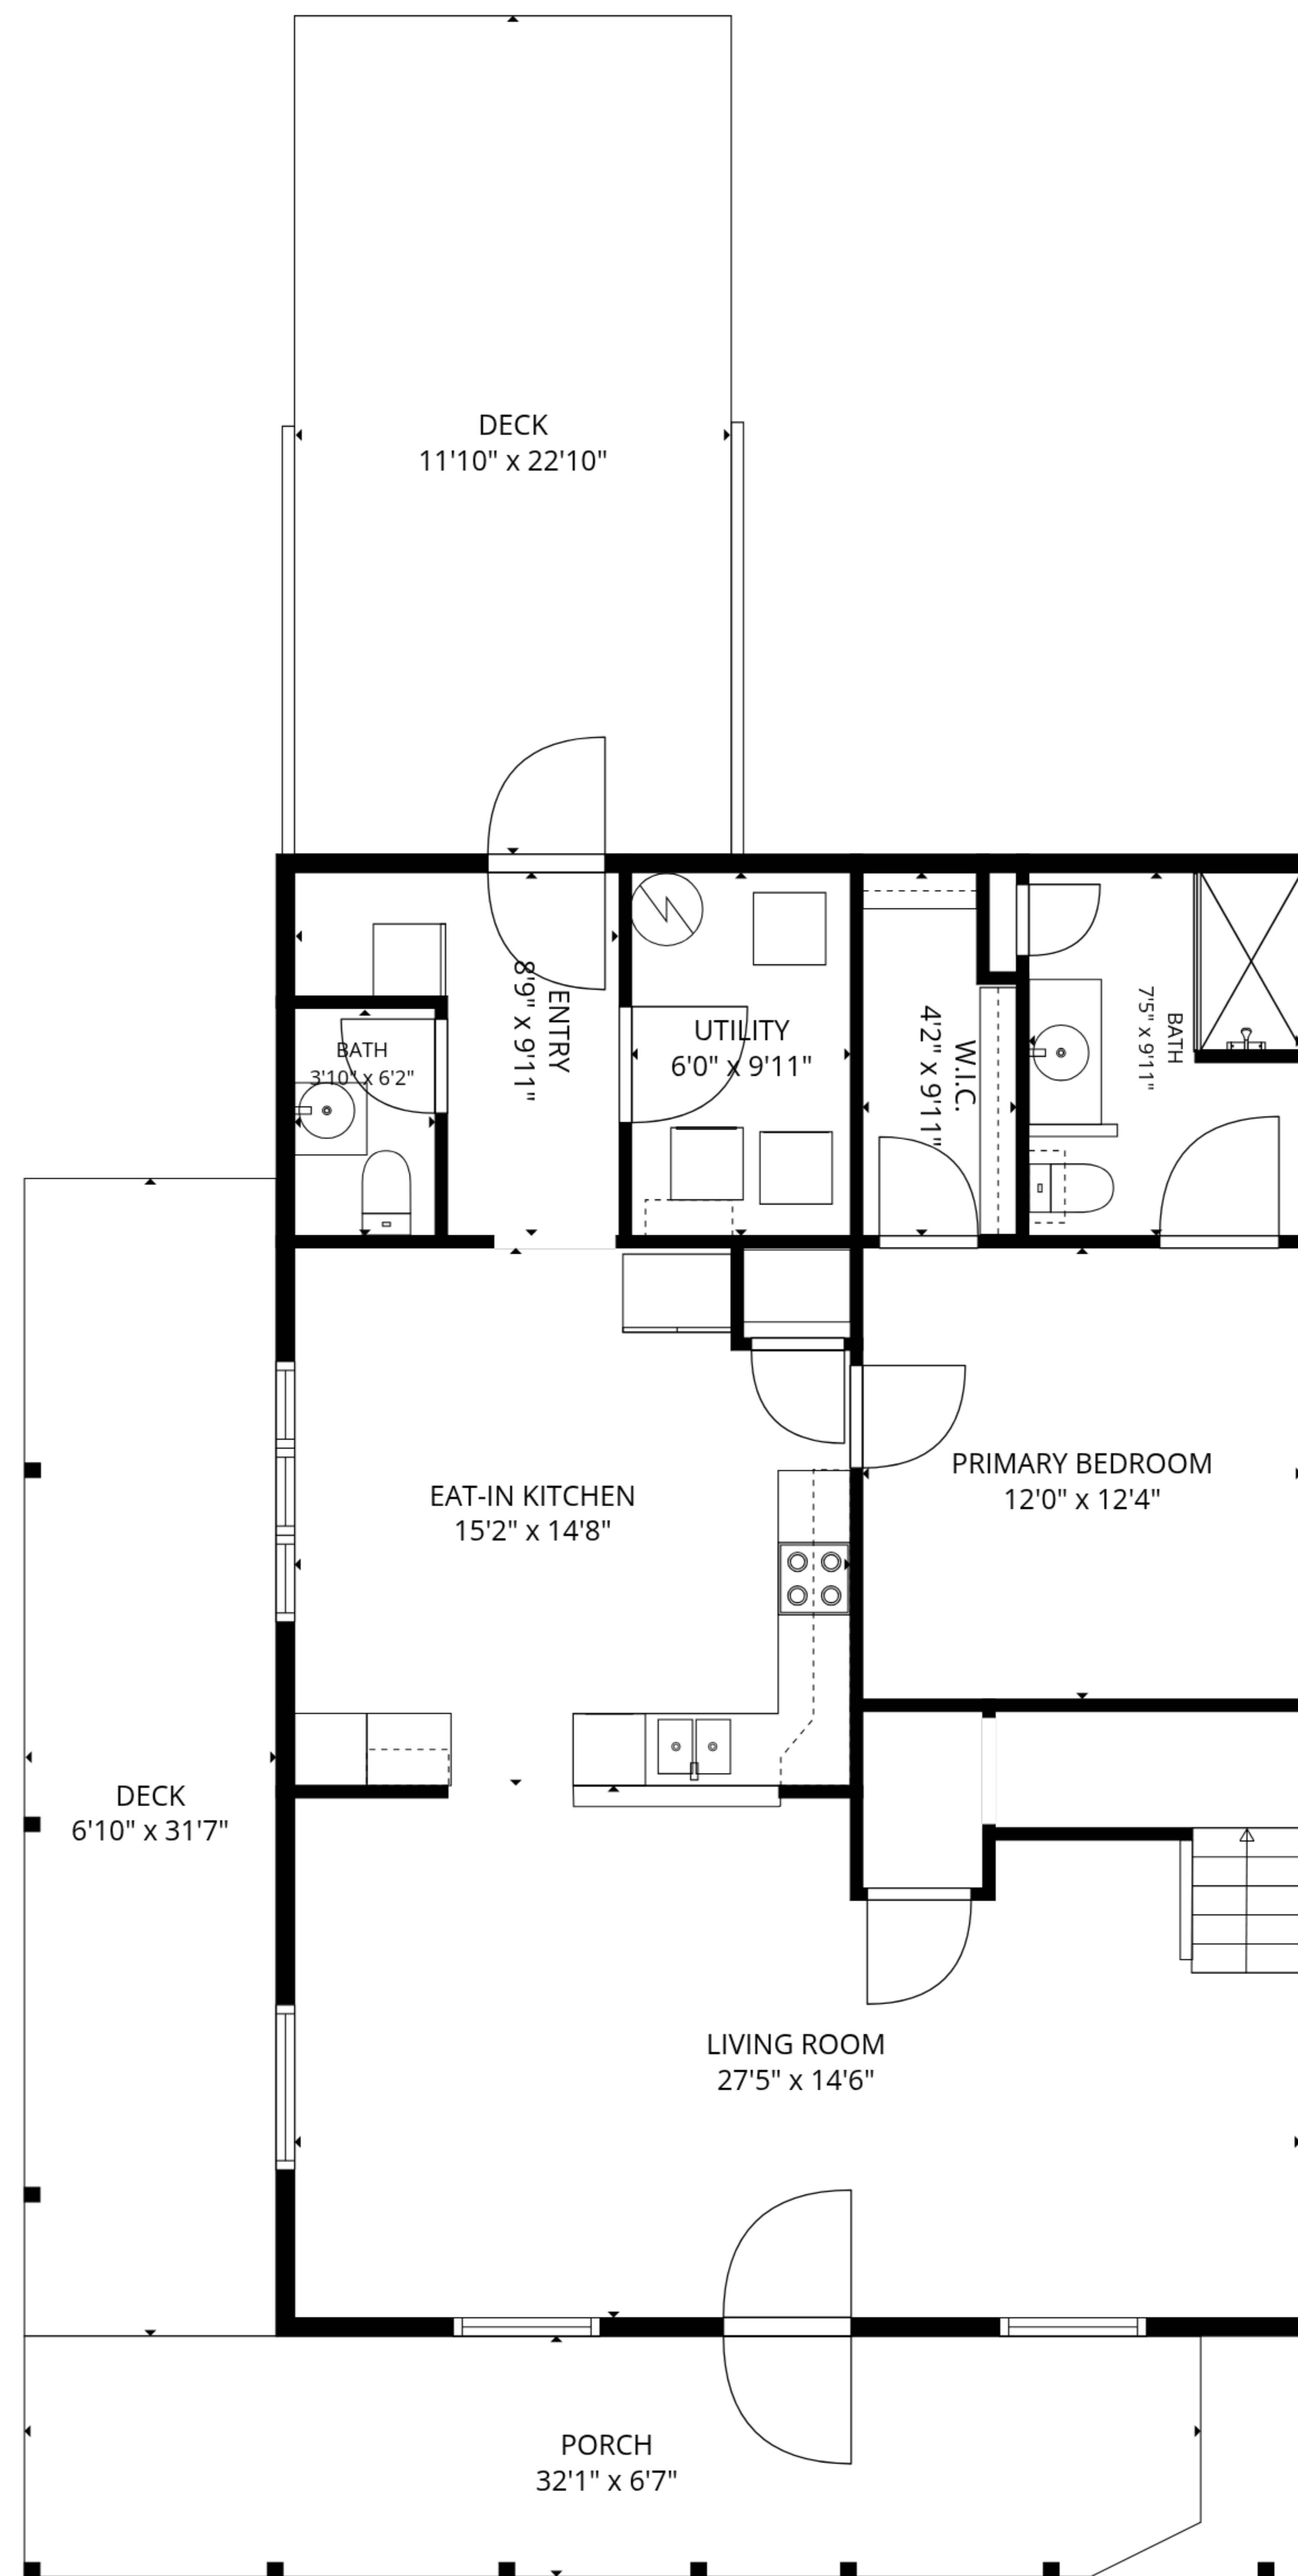 DECK
11'10" x 22'10"
ENTRY
8'9" x 9'11"
UTILITY
6'0" x 9'11"
W.I.C.
4'2" x 9'11"
BATH
7'5" x 9'11"
BATH
3'10" x 6'2"
EAT-IN KITCHEN
15'2" x 14'8"
PRIMARY BEDROOM
12'0" x 12'4"
DECK
6'10" x 31'7"
LIVING ROOM
27'5" x 14'6"
PORCH
32'1" x 6'7"